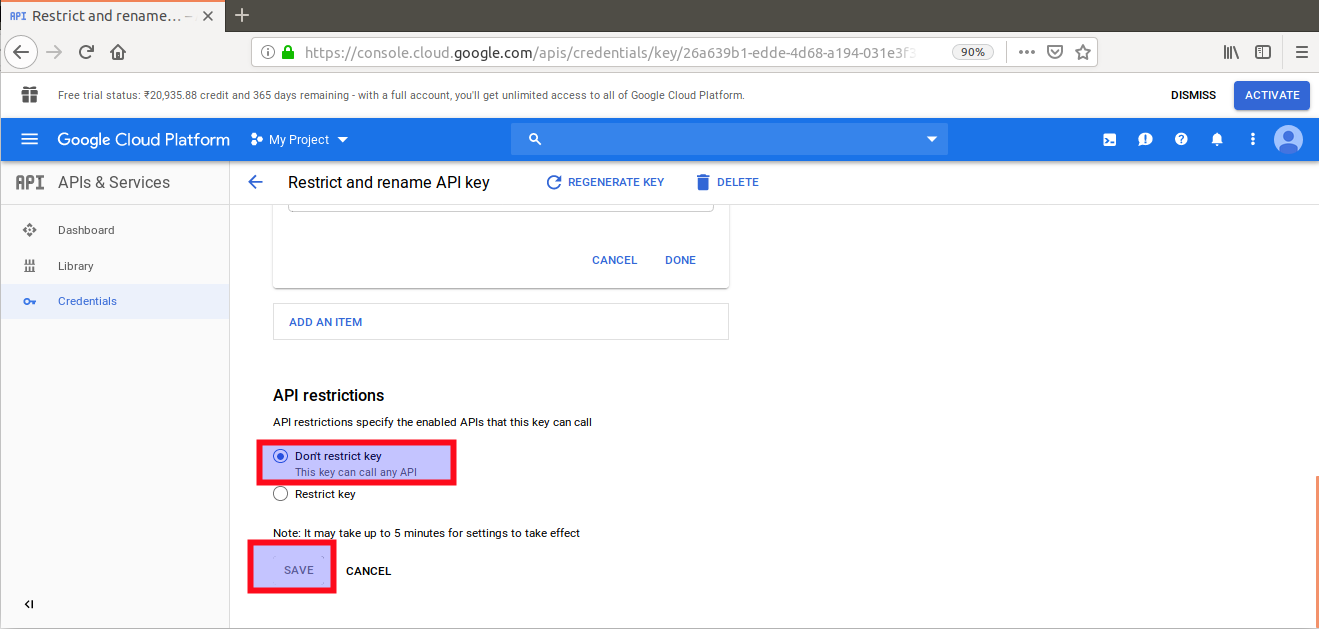 API Restrict and rename…
https://console.cloud.google.com/apis/credentials/key/26a639b1-edde-4d68-a194-031e3f3
90%
Free trial status: ₹20,935.88 credit and 365 days remaining - with a full account, you'll get unlimited access to all of Google Cloud Platform.
DISMISS
ACTIVATE
Google Cloud Platform
My Project
API APIs & Services
Restrict and rename API key
REGENERATE KEY
DELETE
Dashboard
Library
Credentials
CANCEL
DONE
ADD AN ITEM
API restrictions
API restrictions specify the enabled APIs that this key can call
Don't restrict key
This key can call any API
Restrict key
Note: It may take up to 5 minutes for settings to take effect
SAVE
CANCEL